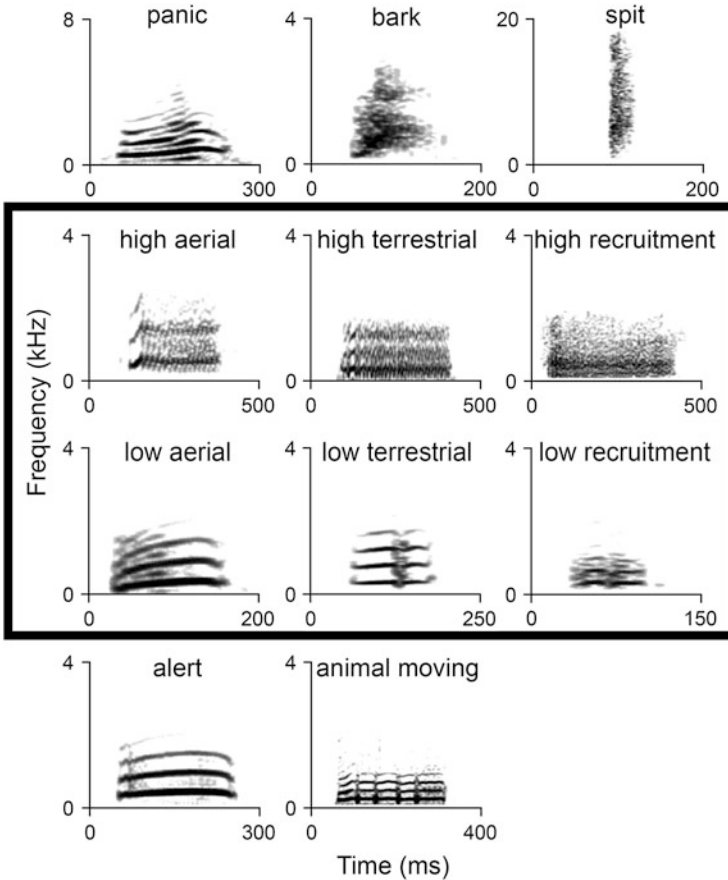 panic bark spit
8 4 20
0 0 0
0 300 0 200 0 200
high aerial high terrestrial high recruitment
4 4 4
0 0 0
0 500 0 500 0 500
Frequency (kHz)
low aerial low terrestrial low recruitment
4 4 4
0 0 0
0 200 0 250 0 150
alert animal moving
4 4
0 0
0 300 0 400
Time (ms)